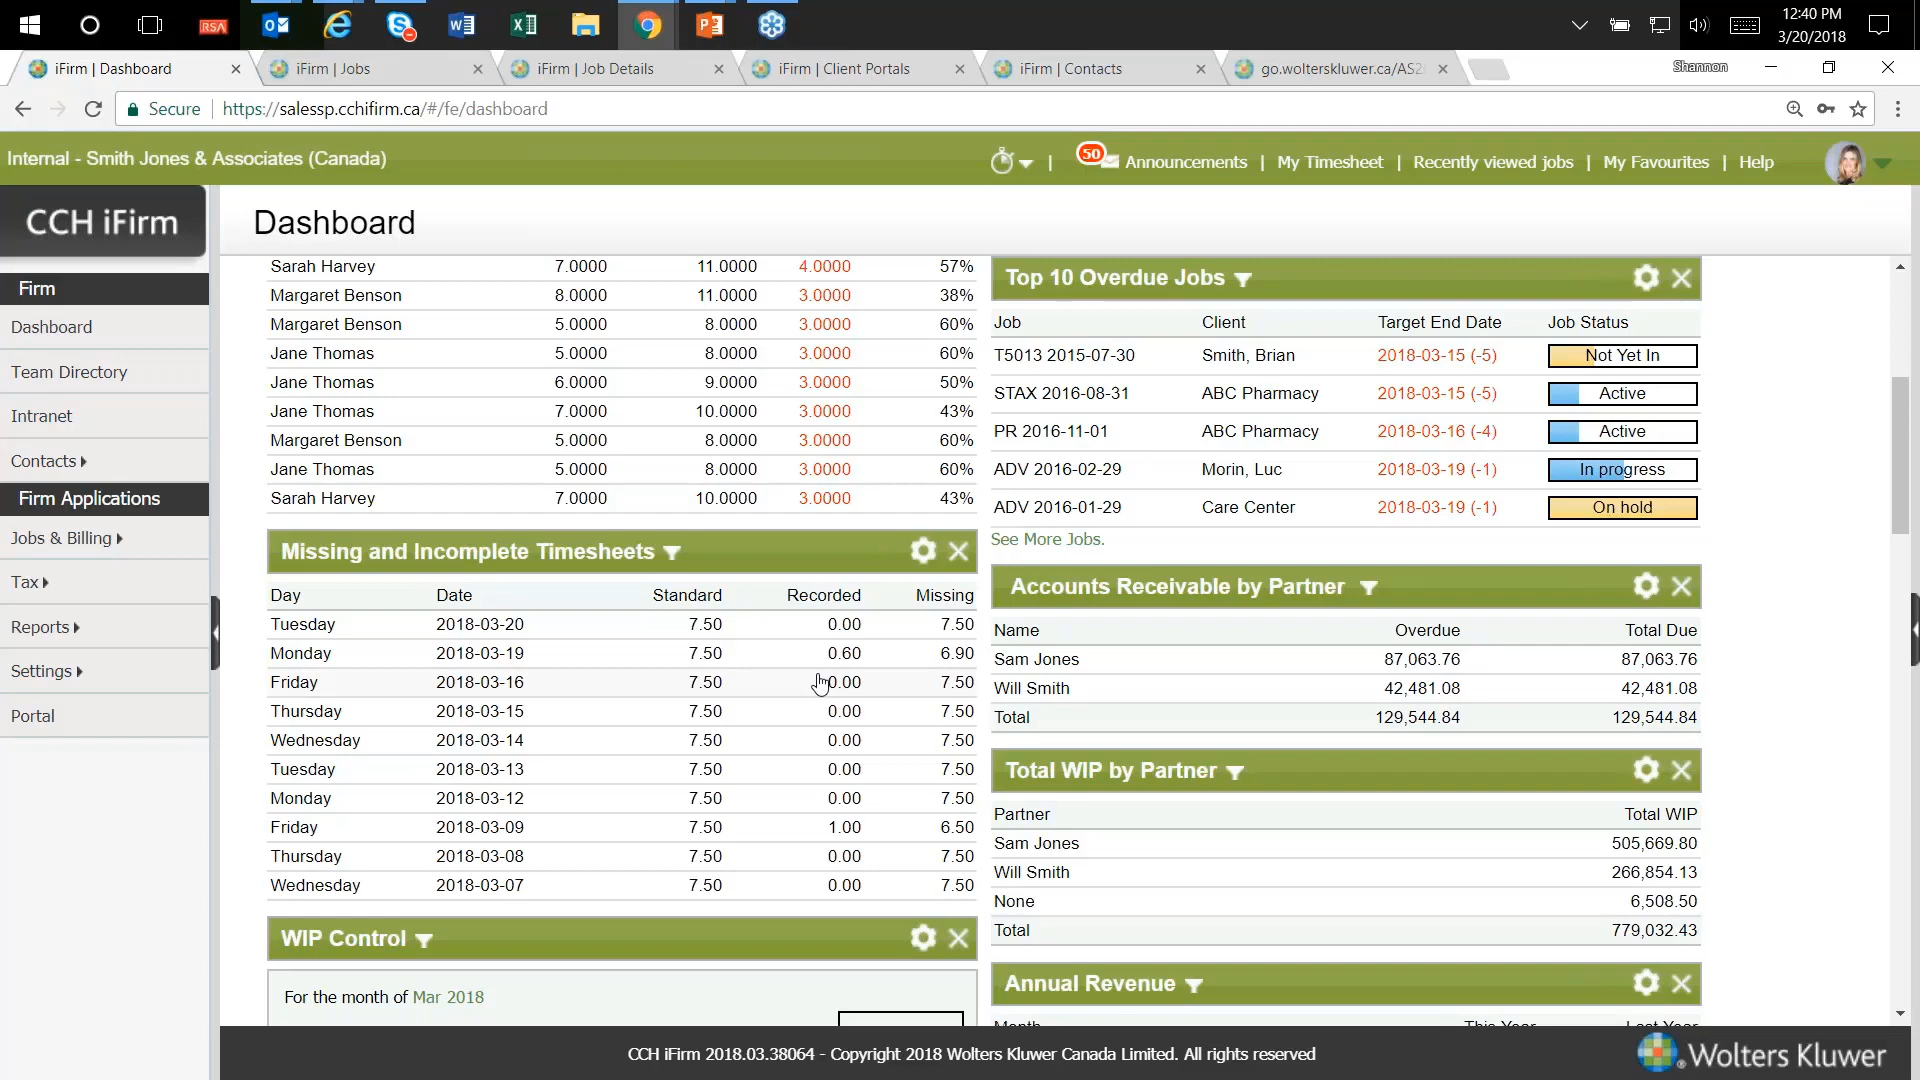 RSA
12:40 PM
3/20/2018
iFirm | Dashboard
iFirm | Jobs
iFirm | Job Details
iFirm | Client Portals
iFirm | Contacts
go.wolterskluwer.ca/AS2
Shannon
Secure
https://salessp.cchifirm.ca/#/fe/dashboard
Internal - Smith Jones & Associates (Canada)
| 50 Announcements | My Timesheet | Recently viewed jobs | My Favourites | Help
CCH iFirm
Firm
Dashboard
Team Directory
Intranet
Contacts
Firm Applications
Jobs & Billing
Tax
Reports
Settings
Portal
Dashboard
Sarah Harvey 7.0000 11.0000 4.0000 57%
Margaret Benson 8.0000 11.0000 3.0000 38%
Margaret Benson 5.0000 8.0000 3.0000 60%
Jane Thomas 5.0000 8.0000 3.0000 60%
Jane Thomas 6.0000 9.0000 3.0000 50%
Jane Thomas 7.0000 10.0000 3.0000 43%
Margaret Benson 5.0000 8.0000 3.0000 60%
Jane Thomas 5.0000 8.0000 3.0000 60%
Sarah Harvey 7.0000 10.0000 3.0000 43%
Missing and Incomplete Timesheets
Day Date Standard Recorded Missing
Tuesday 2018-03-20 7.50 0.00 7.50
Monday 2018-03-19 7.50 0.60 6.90
Friday 2018-03-16 7.50 0.00 7.50
Thursday 2018-03-15 7.50 0.00 7.50
Wednesday 2018-03-14 7.50 0.00 7.50
Tuesday 2018-03-13 7.50 0.00 7.50
Monday 2018-03-12 7.50 0.00 7.50
Friday 2018-03-09 7.50 1.00 6.50
Thursday 2018-03-08 7.50 0.00 7.50
Wednesday 2018-03-07 7.50 0.00 7.50
WIP Control
For the month of Mar 2018
Top 10 Overdue Jobs
Job Client Target End Date Job Status
T5013 2015-07-30 Smith, Brian 2018-03-15 (-5) Not Yet In
STAX 2016-08-31 ABC Pharmacy 2018-03-15 (-5) Active
PR 2016-11-01 ABC Pharmacy 2018-03-16 (-4) Active
ADV 2016-02-29 Morin, Luc 2018-03-19 (-1) In progress
ADV 2016-01-29 Care Center 2018-03-19 (-1) On hold
See More Jobs.
Accounts Receivable by Partner
Name Overdue Total Due
Sam Jones 87,063.76 87,063.76
Will Smith 42,481.08 42,481.08
Total 129,544.84 129,544.84
Total WIP by Partner
Partner Total WIP
Sam Jones 505,669.80
Will Smith 266,854.13
None 6,508.50
Total 779,032.43
Annual Revenue
Month This Year Last Year
CCH iFirm 2018.03.38064 - Copyright 2018 Wolters Kluwer Canada Limited. All rights reserved
Wolters Kluwer